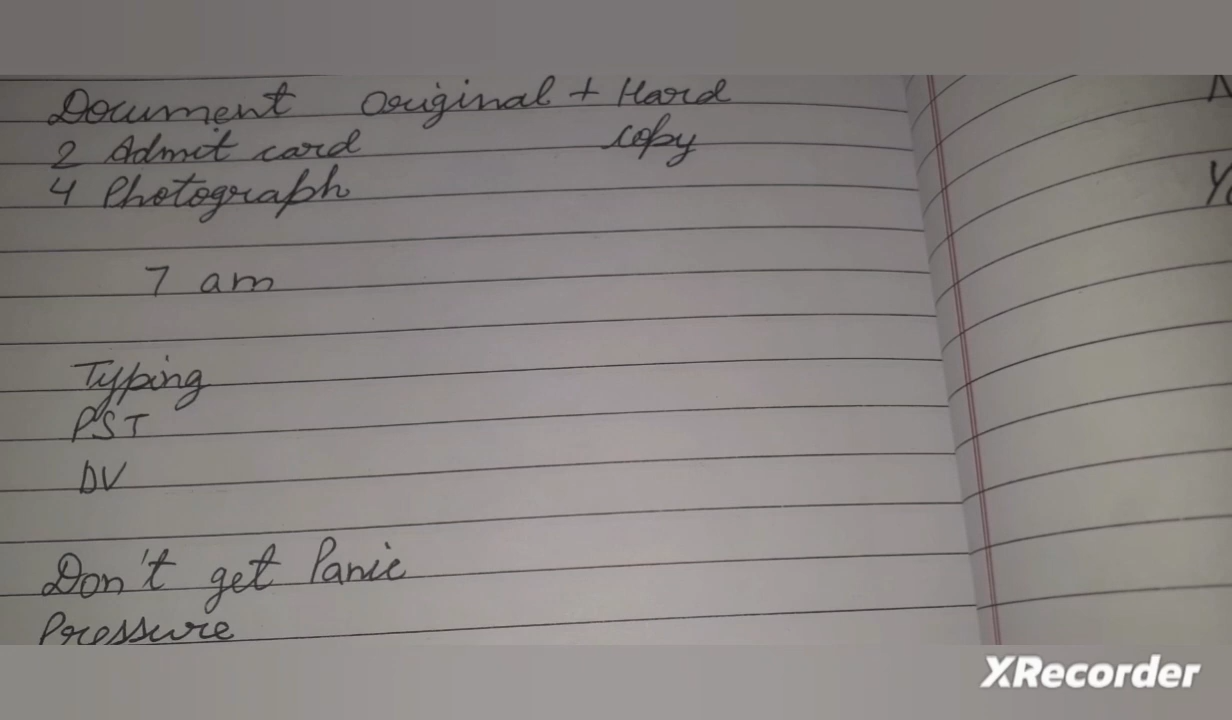 Document Original + Hard
copy
2 Admit card
4 Photograph
7 am
Typing
PST
DV
Don't get Panic
Pressure
XRecorder